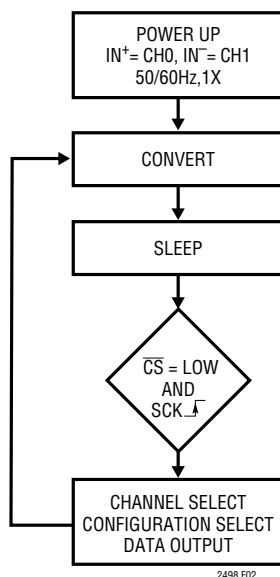 POWER UP
IN⁺= CH0, IN⁻= CH1
50/60Hz,1X
CONVERT
SLEEP
C̅S̅ = LOW
AND
SCK
CHANNEL SELECT
CONFIGURATION SELECT
DATA OUTPUT
2498 F02